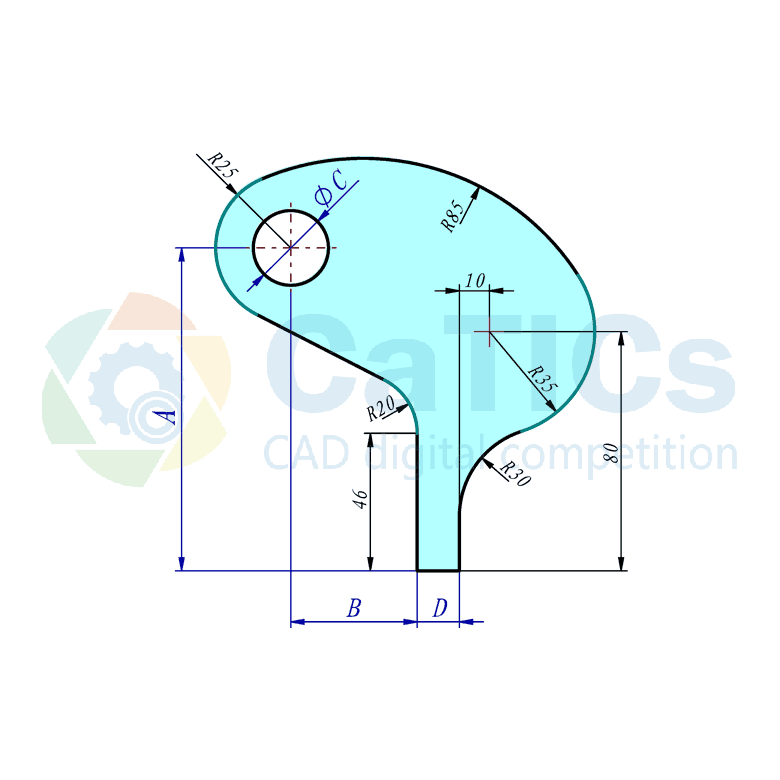 R25
ΦC
R85
10
CaTICs
R35
R20
A
80
CAD digital competition
46
R30
B
D